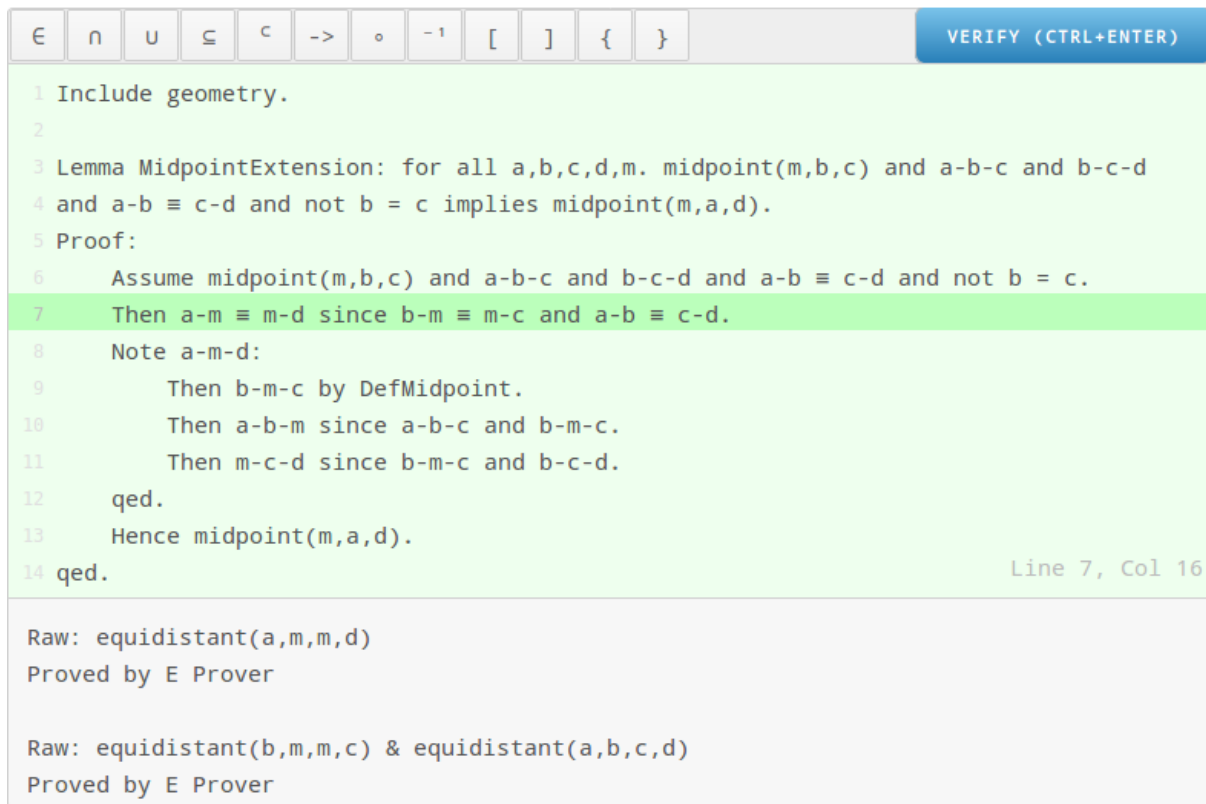 ∈ ∩ ∪ ⊆ ᑦ -> ∘ ⁻¹ [ ] { } VERIFY (CTRL+ENTER)
1 Include geometry.
2
3 Lemma MidpointExtension: for all a,b,c,d,m. midpoint(m,b,c) and a-b-c and b-c-d
4 and a-b ≡ c-d and not b = c implies midpoint(m,a,d).
5 Proof:
6 Assume midpoint(m,b,c) and a-b-c and b-c-d and a-b ≡ c-d and not b = c.
7 Then a-m ≡ m-d since b-m ≡ m-c and a-b ≡ c-d.
8 Note a-m-d:
9 Then b-m-c by DefMidpoint.
10 Then a-b-m since a-b-c and b-m-c.
11 Then m-c-d since b-m-c and b-c-d.
12 qed.
13 Hence midpoint(m,a,d).
14 qed.
Line 7, Col 16
Raw: equidistant(a,m,m,d)
Proved by E Prover
Raw: equidistant(b,m,m,c) & equidistant(a,b,c,d)
Proved by E Prover